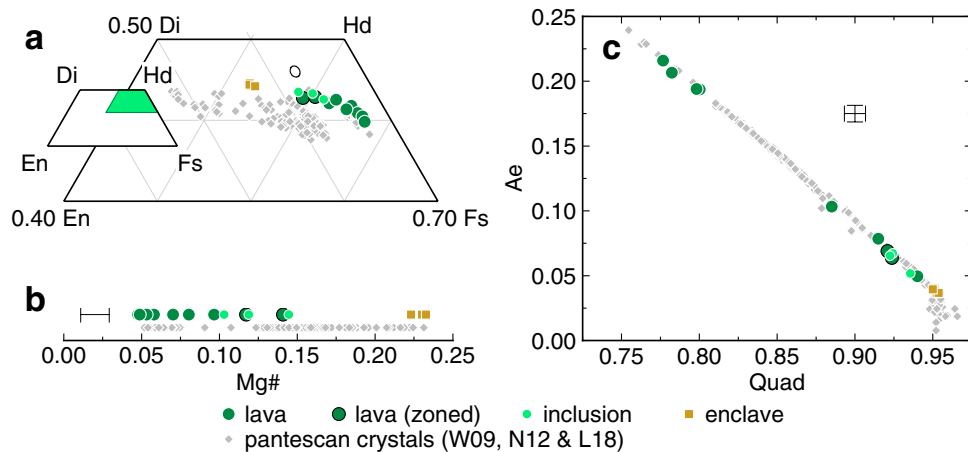 a
0.50 Di
Hd
Di
Hd
En
Fs
0.40 En
0.70 Fs
b
0.00
0.05
0.10
0.15
0.20
0.25
Mg#
c
0.25
0.20
0.15
0.10
0.05
0.00
Ae
0.75
0.80
0.85
0.90
0.95
Quad
lava
lava (zoned)
inclusion
enclave
pantescan crystals (W09, N12 & L18)